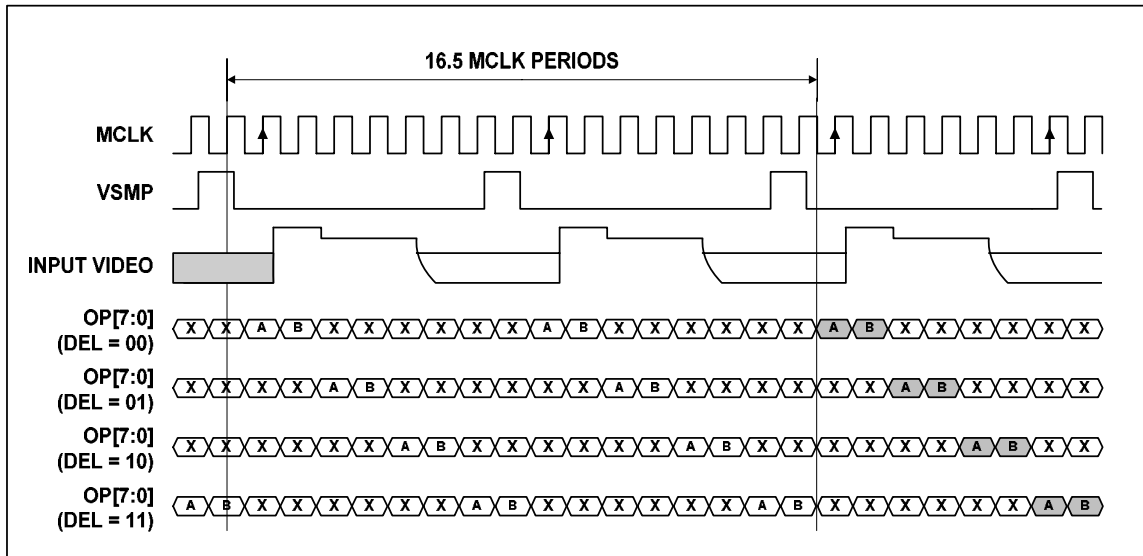 16.5 MCLK PERIODS
MCLK
VSMP
INPUT VIDEO
OP[7:0]
(DEL = 00)
X X A B X X X X X X A B X X X X X X A B X X X X X X
OP[7:0]
(DEL = 01)
X X X X A B X X X X X X A B X X X X X X A B X X X X
OP[7:0]
(DEL = 10)
X X X X X X A B X X X X X X A B X X X X X X A B X X
OP[7:0]
(DEL = 11)
A B X X X X X X A B X X X X X X A B X X X X X X A B